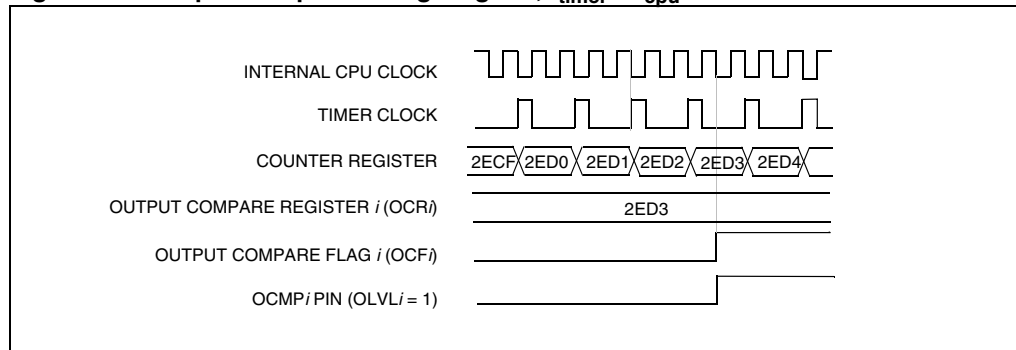 INTERNAL CPU CLOCK
TIMER CLOCK
COUNTER REGISTER 2ECF 2ED0 2ED1 2ED2 2ED3 2ED4
OUTPUT COMPARE REGISTER i (OCRi) 2ED3
OUTPUT COMPARE FLAG i (OCFi)
OCMPi PIN (OLVLi = 1)